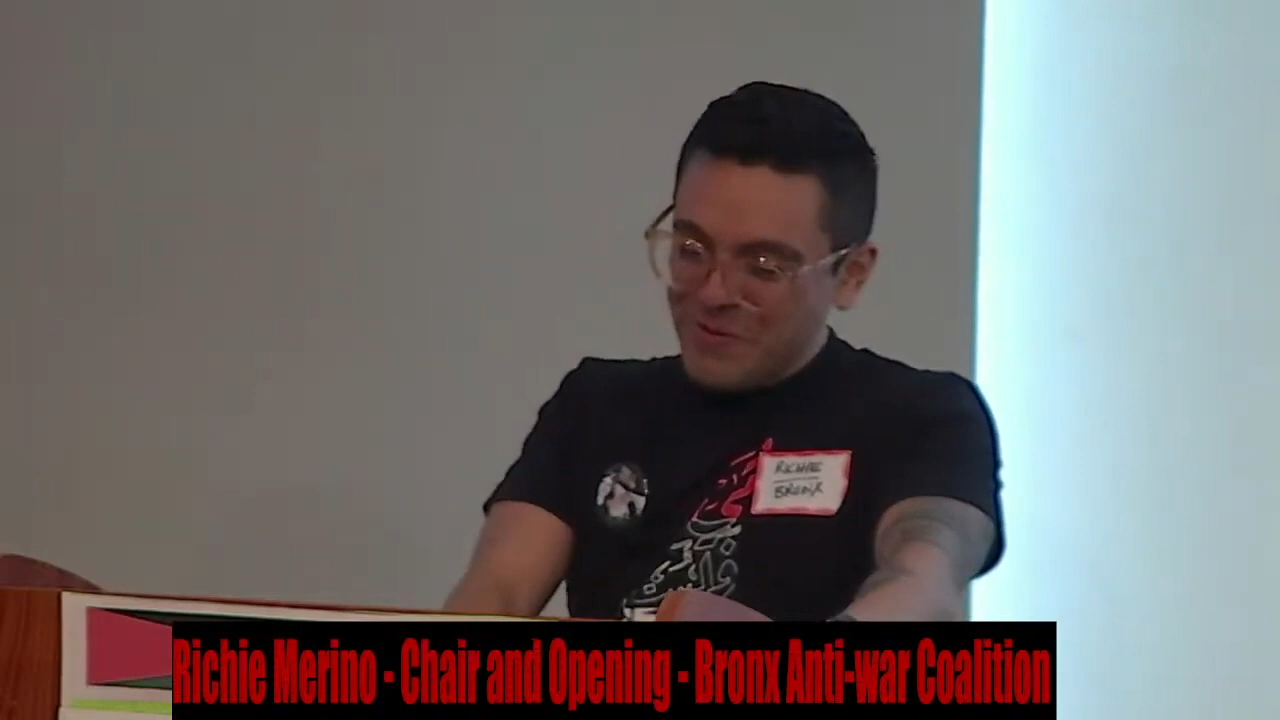 RICHIE
BRONX
Richie Merino - Chair and Opening - Bronx Anti-war Coalition